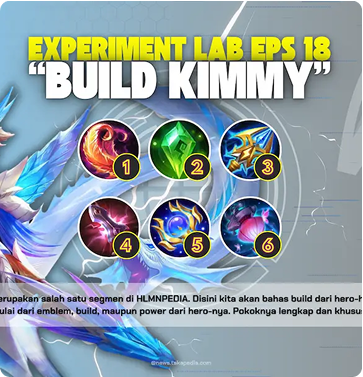 EXPERIMENT LAB EPS 18
“BUILD KIMMY”
1
2
3
4
5
6
erupakan salah satu segmen di HLMNPEDIA. Disini kita akan bahas build dari hero-h
ulai dari emblem, build, maupun power dari hero-nya. Pokoknya lengkap dan khusu
@news.takepedia.com